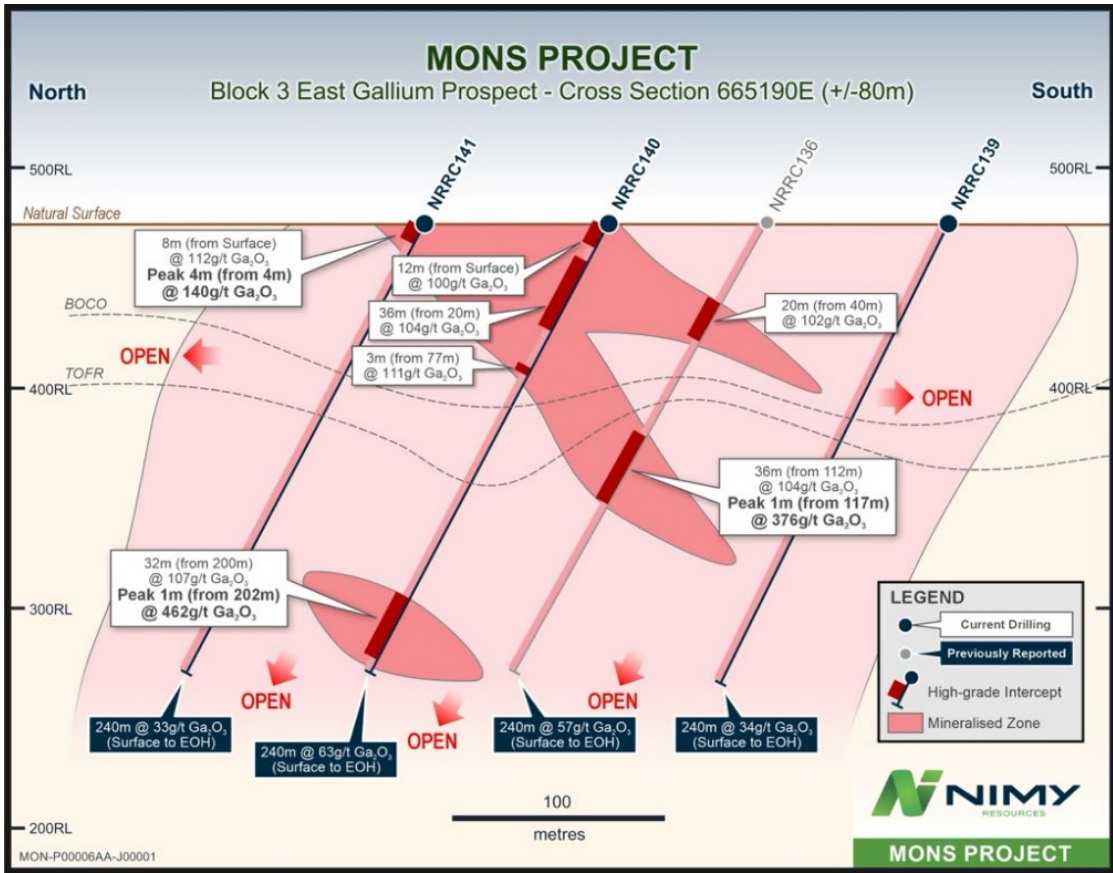 MONS PROJECT
Block 3 East Gallium Prospect - Cross Section 665190E (+/-80m)
North
South
500RL
500RL
NRRC141
NRRC140
NRRC136
NRRC139
Natural Surface
8m (from Surface)
@ 112g/t Ga₂O₃
Peak 4m (from 4m)
@ 140g/t Ga₂O₃
12m (from Surface)
@ 100g/t Ga₂O₃
36m (from 20m)
@ 104g/t Ga₂O₃
20m (from 40m)
@ 102g/t Ga₂O₃
BOCO
OPEN
3m (from 77m)
@ 111g/t Ga₂O₃
TOFR
400RL
400RL
OPEN
36m (from 112m)
@ 104g/t Ga₂O₃
Peak 1m (from 117m)
@ 376g/t Ga₂O₃
32m (from 200m)
@ 107g/t Ga₂O₃
Peak 1m (from 202m)
@ 462g/t Ga₂O₃
300RL
300RL
LEGEND
Current Drilling
Previously Reported
High-grade Intercept
Mineralised Zone
OPEN
OPEN
OPEN
240m @ 33g/t Ga₂O₃
(Surface to EOH)
240m @ 63g/t Ga₂O₃
(Surface to EOH)
240m @ 57g/t Ga₂O₃
(Surface to EOH)
240m @ 34g/t Ga₂O₃
(Surface to EOH)
100
metres
200RL
MON-P00006AA-J00001
NIMY
RESOURCES
MONS PROJECT